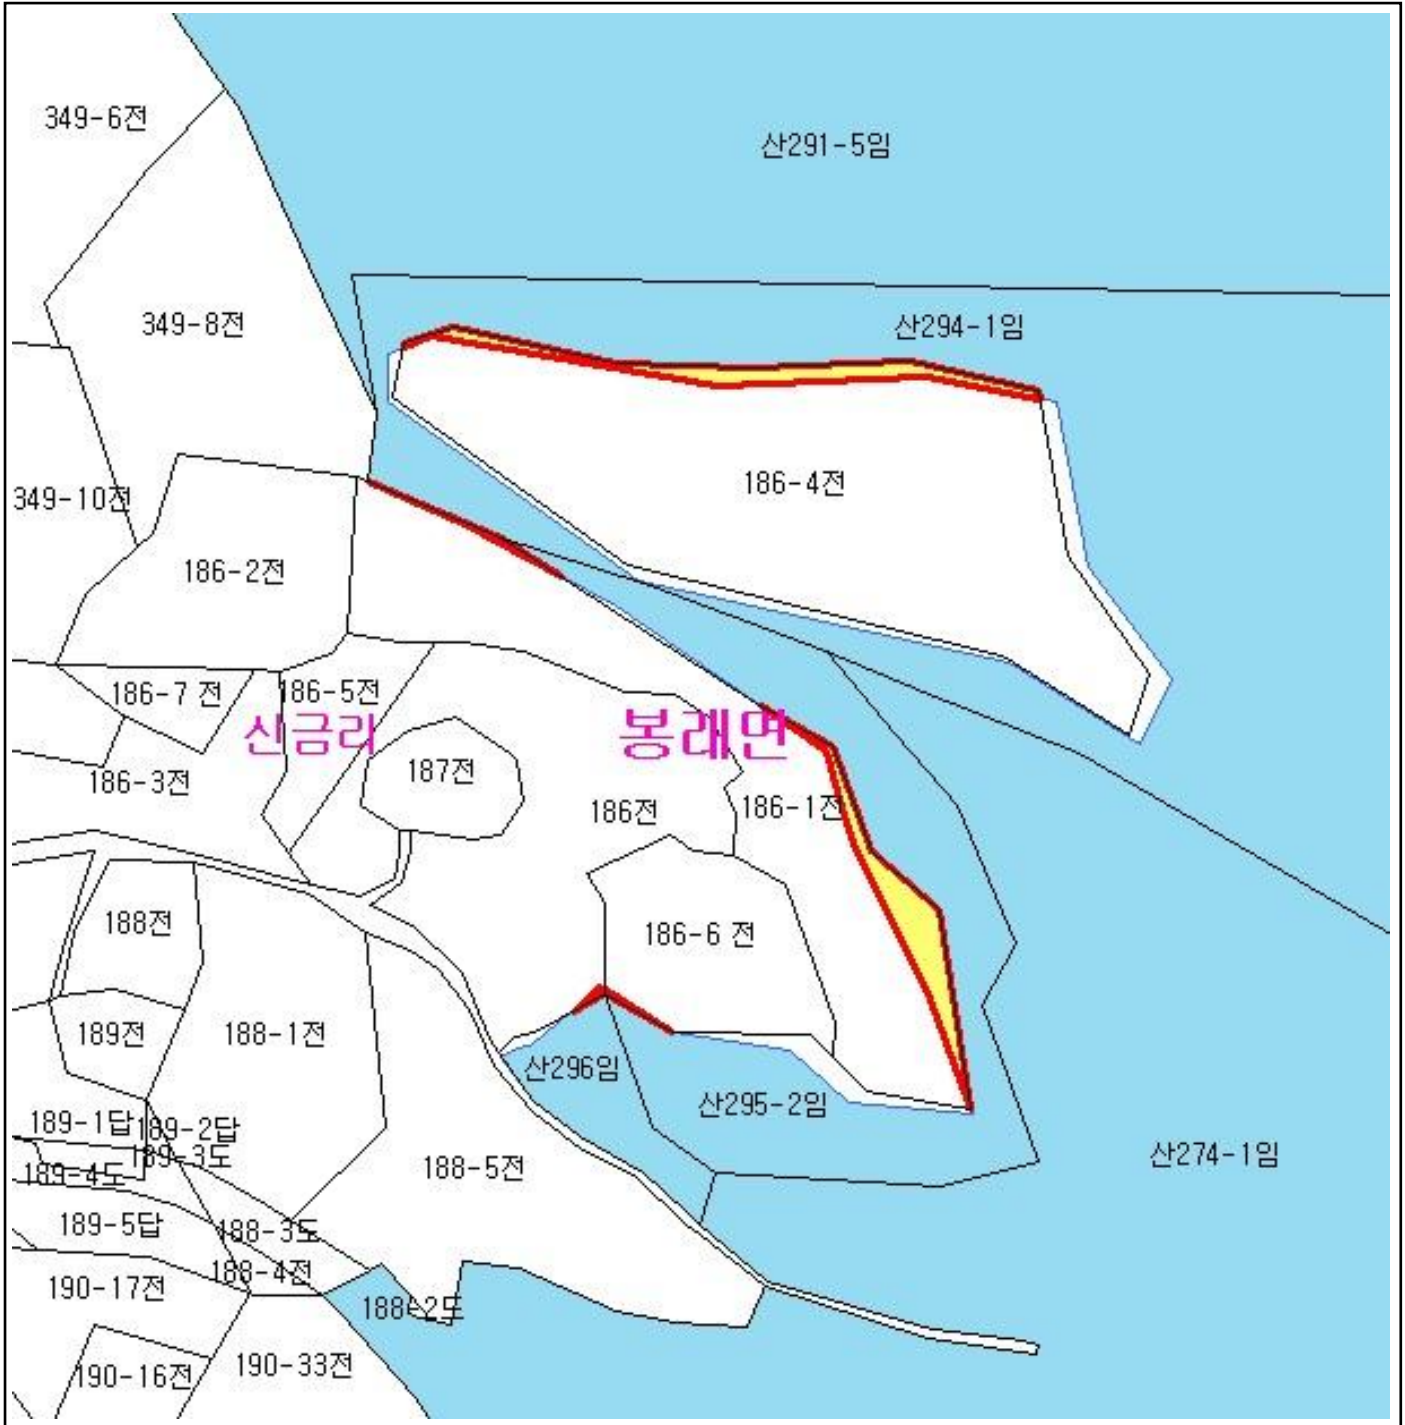 349-6전
산291-5임
349-8전
산294-1임
349-10전
186-4전
186-2전
186-7 전
186-5전
신금리
봉래면
186-3전
187전
186전
186-1전
188전
186-6 전
189전
188-1전
산296임
산295-2임
189-1답
189-2답
189-3도
189-4도
188-5전
산274-1임
189-5답
188-3도
188-4전
190-17전
188-2도
190-16전
190-33전